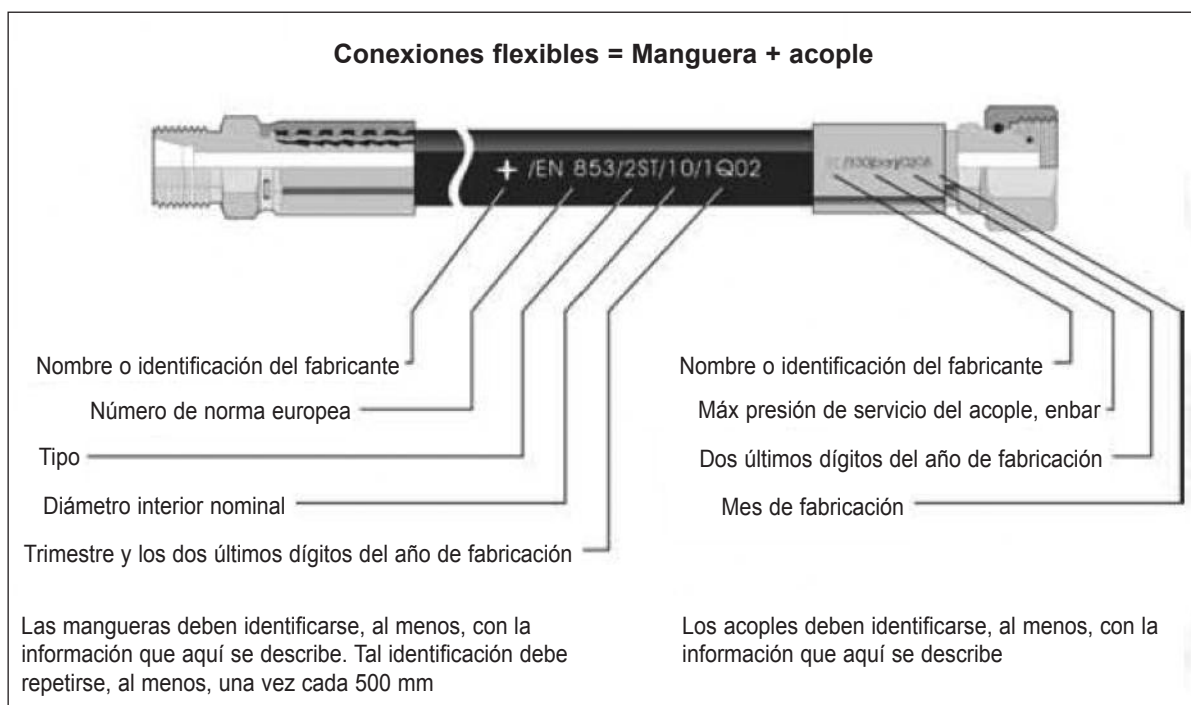 Conexiones flexibles = Manguera + acople
+ /EN 853/2ST/10/1Q02
Nombre o identificación del fabricante
Número de norma europea
Tipo
Diámetro interior nominal
Trimestre y los dos últimos dígitos del año de fabricación
Nombre o identificación del fabricante
Máx presión de servicio del acople, enbar
Dos últimos dígitos del año de fabricación
Mes de fabricación
Las mangueras deben identificarse, al menos, con la
información que aquí se describe. Tal identificación debe
repetirse, al menos, una vez cada 500 mm
Los acoples deben identificarse, al menos, con la
información que aquí se describe